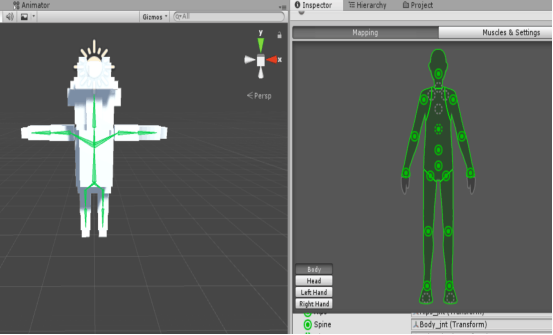 Animator
Inspector
Hierarchy
Project
Gizmos
All
Mapping
Muscles & Settings
y
x
Persp
Body
Head
Left Hand
Right Hand
Spine
Body_jnt (Transform)